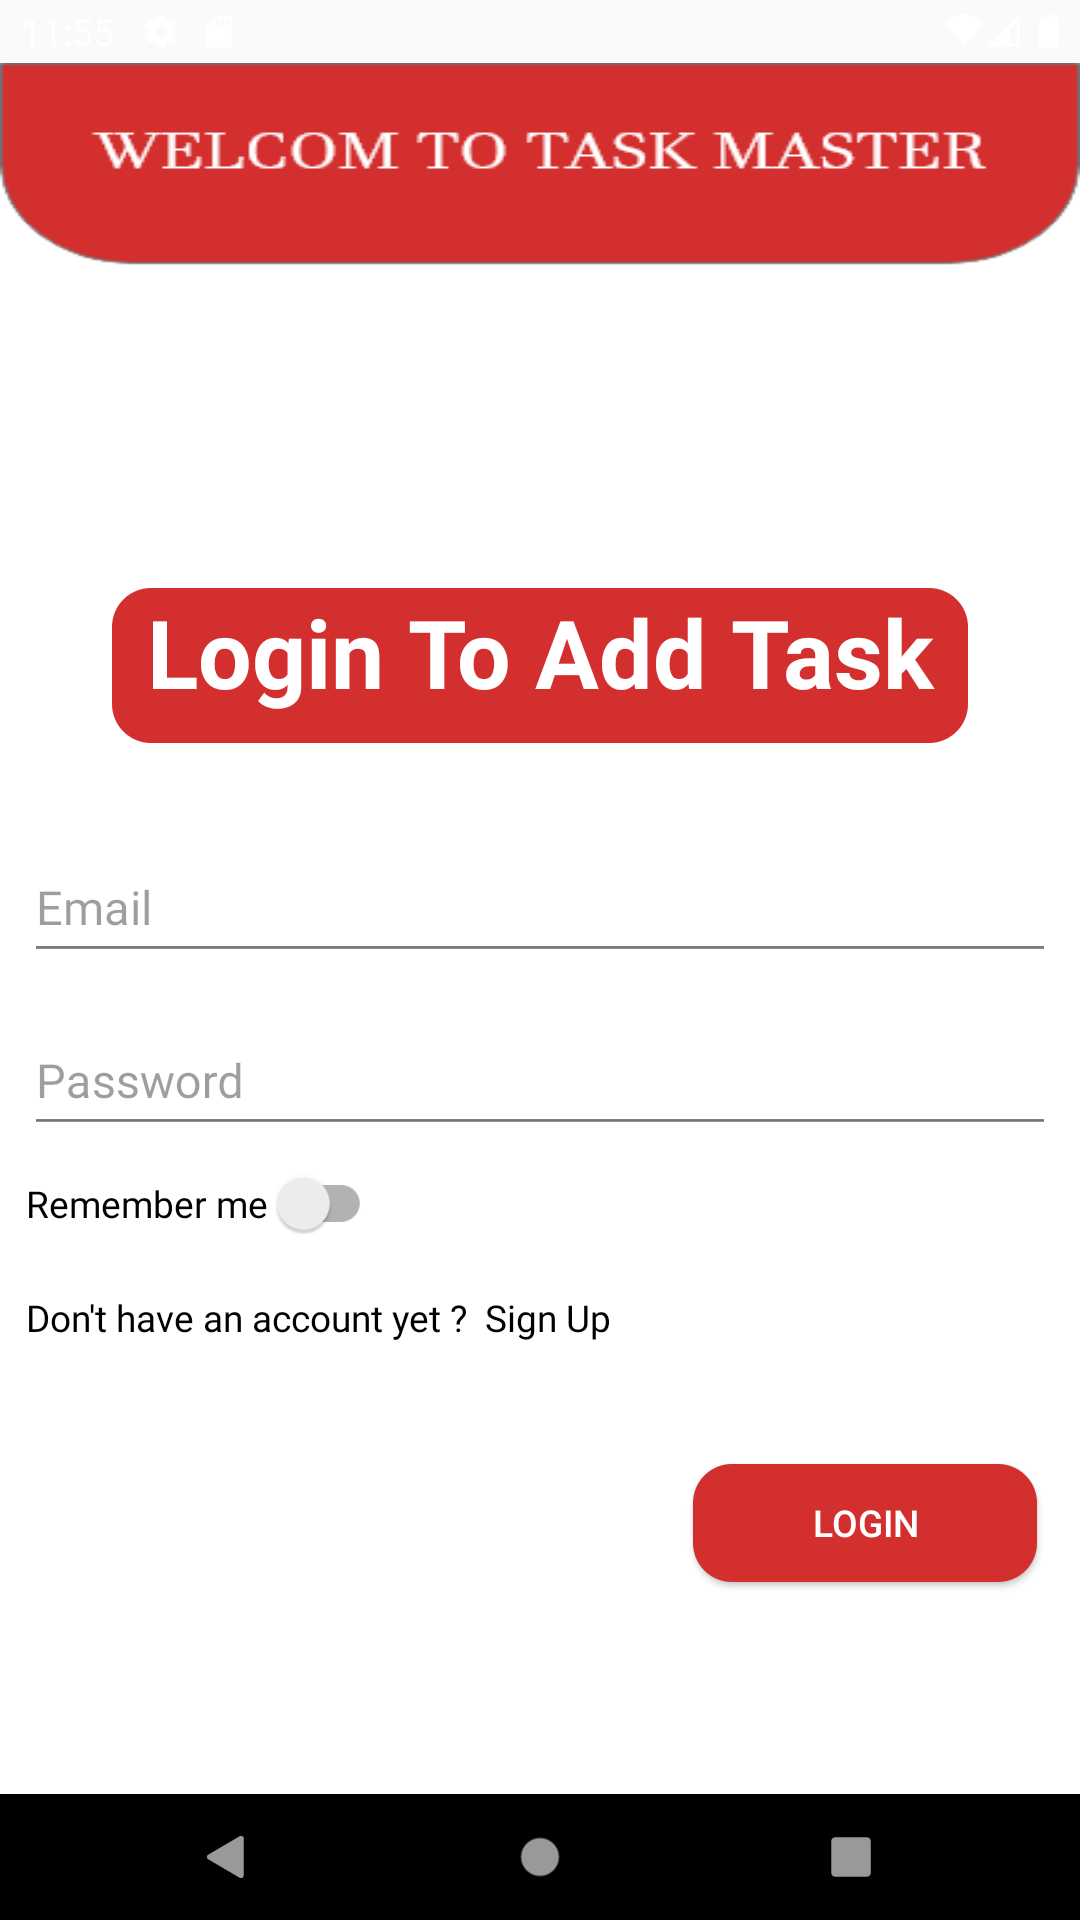 11:55
WELCOM TO TASK MASTER
Login To Add Task
Email
Password
Remember me
Don't have an account yet ? Sign Up
LOGIN